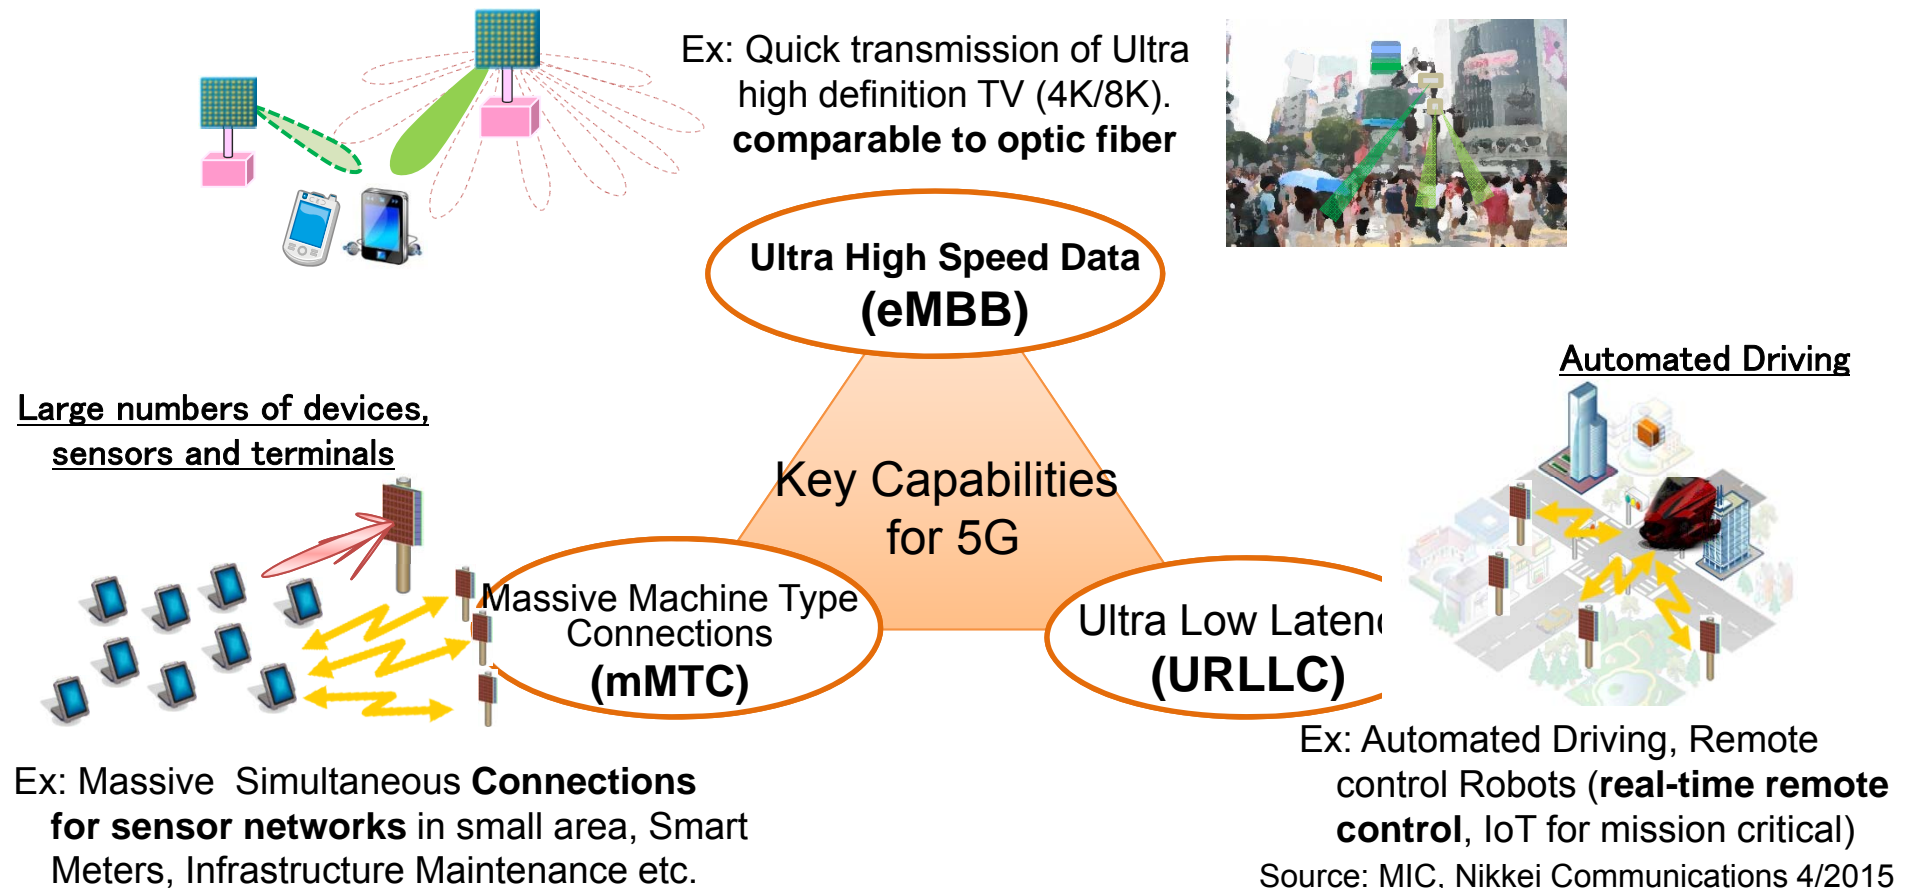 Ex: Quick transmission of Ultra
high definition TV (4K/8K).
comparable to optic fiber
Ultra High Speed Data
(eMBB)
Automated Driving
Large numbers of devices,
sensors and terminals
Key Capabilities
for 5G
Massive Machine Type
Connections
(mMTC)
Ultra Low Latenc
(URLLC)
Ex: Massive Simultaneous Connections
for sensor networks in small area, Smart
Meters, Infrastructure Maintenance etc.
Ex: Automated Driving, Remote
control Robots (real-time remote
control, IoT for mission critical)
Source: MIC, Nikkei Communications 4/2015